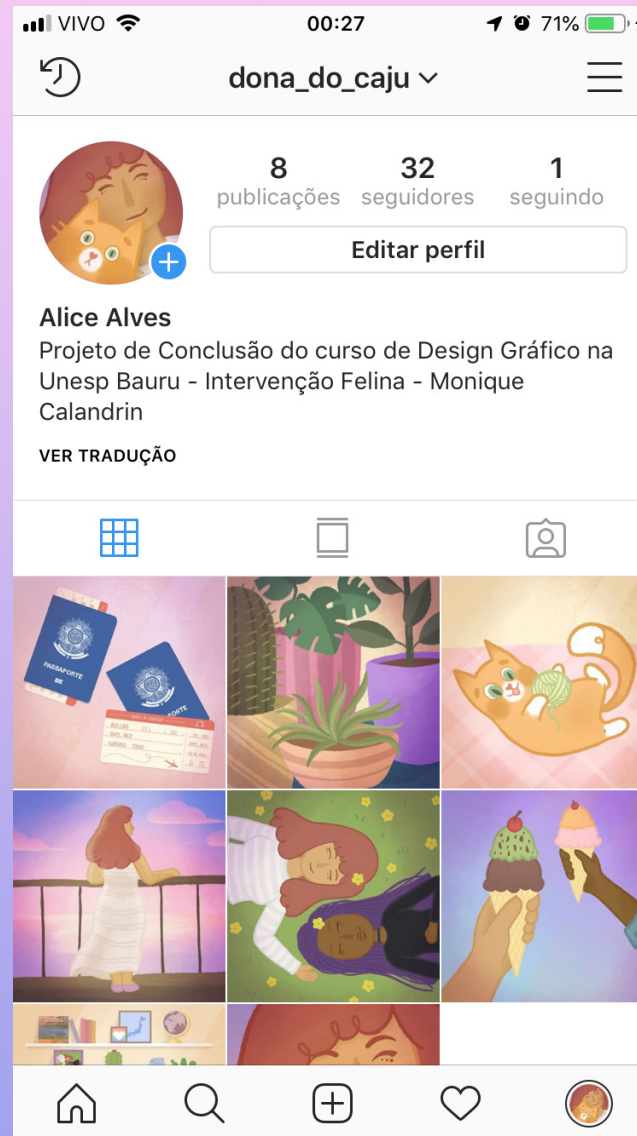 VIVO 00:27 71%
dona_do_caju
8 32 1
publicações seguidores seguindo
Editar perfil
Alice Alves
Projeto de Conclusão do curso de Design Gráfico na
Unesp Bauru - Intervenção Felina - Monique
Calandrin
VER TRADUÇÃO
PASSAPORTE